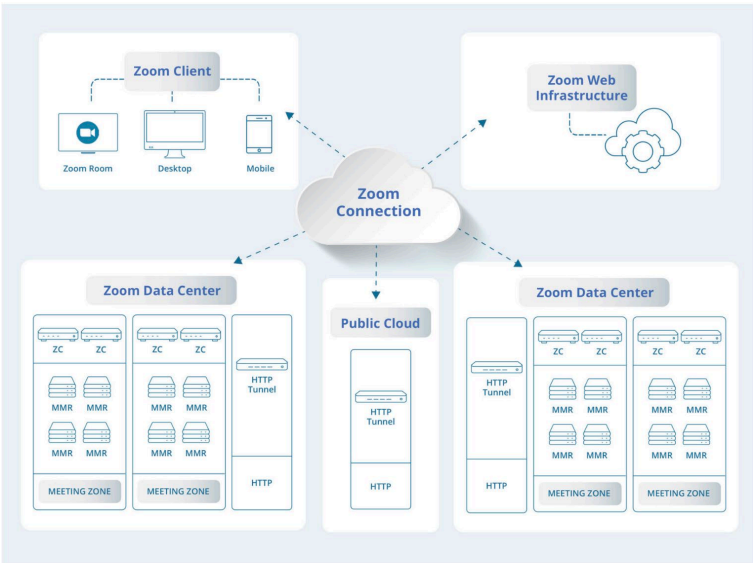 Zoom Client
Zoom Room
Desktop
Mobile
Zoom Web
Infrastructure
Zoom
Connection
Zoom Data Center
ZC ZC
MMR MMR
MMR MMR
MEETING ZONE
ZC ZC
MMR MMR
MMR MMR
MEETING ZONE
HTTP
Tunnel
HTTP
Public Cloud
HTTP
Tunnel
HTTP
Zoom Data Center
HTTP
Tunnel
HTTP
ZC ZC
MMR MMR
MMR MMR
MEETING ZONE
ZC ZC
MMR MMR
MMR MMR
MEETING ZONE